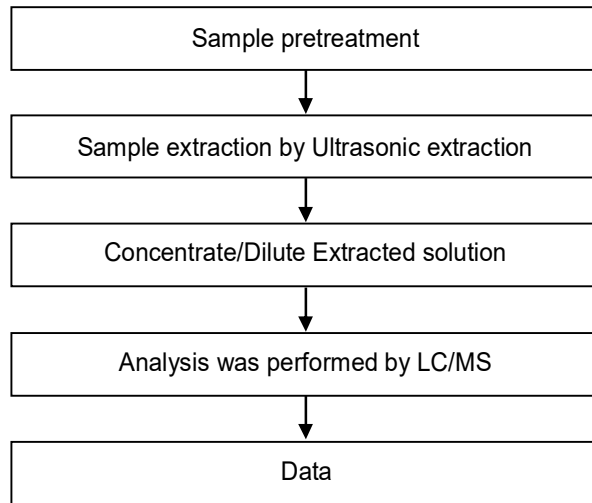 Sample pretreatment
Sample extraction by Ultrasonic extraction
Concentrate/Dilute Extracted solution
Analysis was performed by LC/MS
Data